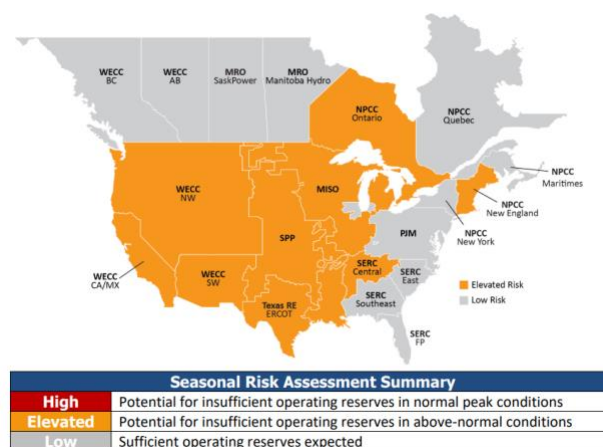 WECC
BC
WECC
AB
MRO
SaskPower
MRO
Manitoba Hydro
NPCC
Ontario
NPCC
Quebec
NPCC
Maritimes
WECC
NW
MISO
NPCC
New England
SPP
PJM
NPCC
New York
WECC
CA/MX
WECC
SW
SERC
Central
SERC
East
Texas RE
ERCOT
SERC
Southeast
SERC
FP
Elevated Risk
Low Risk
Seasonal Risk Assessment Summary
High Potential for insufficient operating reserves in normal peak conditions
Elevated Potential for insufficient operating reserves in above-normal conditions
Low Sufficient operating reserves expected